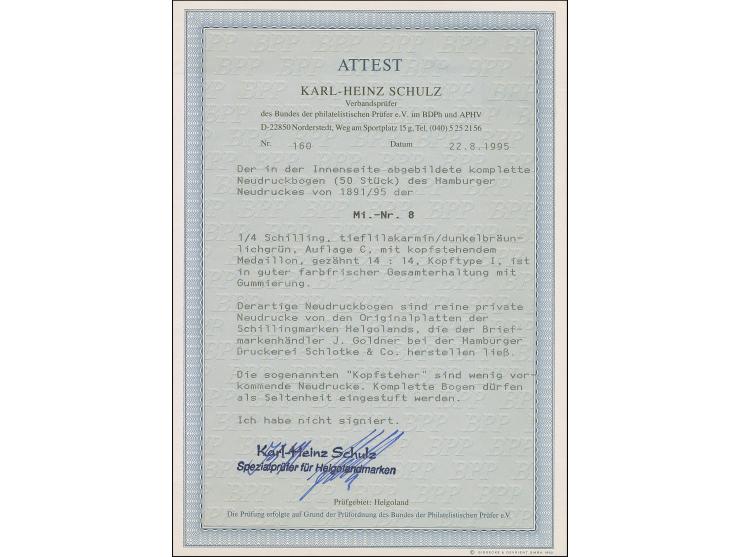 ATTEST
KARL-HEINZ SCHULZ
Verbandsprüfer
des Bundes der philatelistischen Prüfer e.V. im BDPh und APHV
D-22850 Norderstedt, Weg am Sportplatz 15 g, Tel. (040) 5 25 21 56
Nr. 160 Datum 22.8.1995
Der in der Innenseite abgebildete komplette
Neudruckbogen (50 Stück) des Hamburger
Neudruckes von 1891/95 der
Mi.-Nr. 8
1/4 Schilling, tieflilakarmin/dunkelbräun-
lichgrün, Auflage C, mit kopfstehendem
Medaillon, gezähnt 14 : 14, Kopftype I, ist
in guter farbfrischer Gesamterhaltung mit
Gummierung.
Derartige Neudruckbogen sind reine private
Neudrucke von den Originalplatten der
Schillingmarken Helgolands, die der Brief-
markenhändler J. Goldner bei der Hamburger
Druckerei Schlotke & Co. herstellen ließ.
Die sogenannten "Kopfsteher" sind wenig vor-
kommende Neudrucke. Komplette Bogen dürfen
als Seltenheit eingestuft werden.
Ich habe nicht signiert.
Karl-Heinz Schulz
Spezialprüfer für Helgolandmarken
Prüfgebiet: Helgoland
Die Prüfung erfolgte auf Grund der Prüfordnung des Bundes der Philatelistischen Prüfer e.V.
© GIESECKE & DEVRIENT GMBH